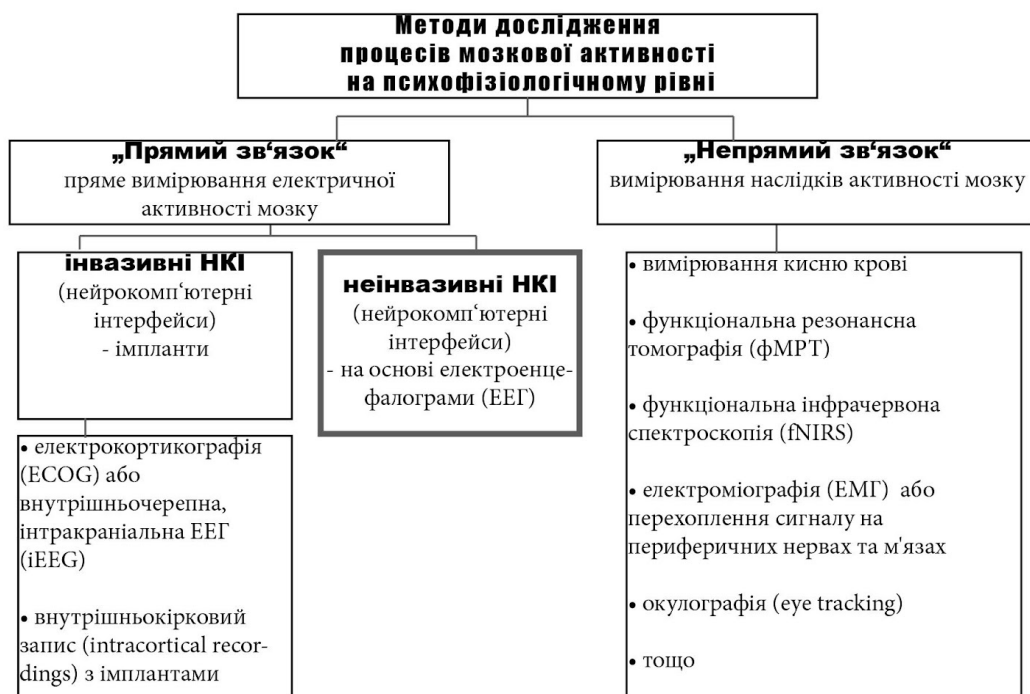 Методи дослідження
процесів мозкової активності
на психофізіологічному рівні
„Прямий зв‘язок“
пряме вимірювання електричної
активності мозку
„Непрямий зв‘язок“
вимірювання наслідків активності мозку
інвазивні НКІ
(нейрокомп‘ютерні
інтерфейси)
- імпланти
неінвазивні НКІ
(нейрокомп‘ютерні
інтерфейси)
- на основі електроенце-
фалограми (ЕЕГ)
• електрокортикографія
(ECOG) або
внутрішньочерепна,
інтракраніальна ЕЕГ
(iEEG)
• внутрішньокірковий
запис (intracortical recor-
dings) з імплантами
• вимірювання кисню крові
• функціональна резонансна
томографія (фМРТ)
• функціональна інфрачервона
спектроскопія (fNIRS)
• електроміографія (ЕМГ) або
перехоплення сигналу на
периферичних нервах та м'язах
• окулографія (eye tracking)
• тощо